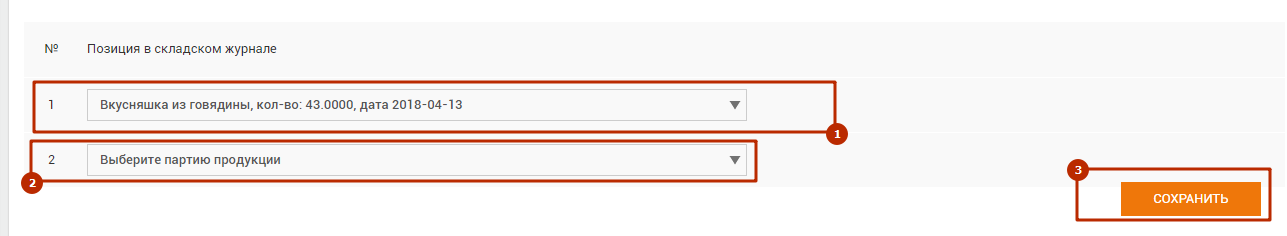 № Позиция в складском журнале
1 Вкусняшка из говядины, кол-во: 43.0000, дата 2018-04-13
1
2 Выберите партию продукции
2
3
СОХРАНИТЬ